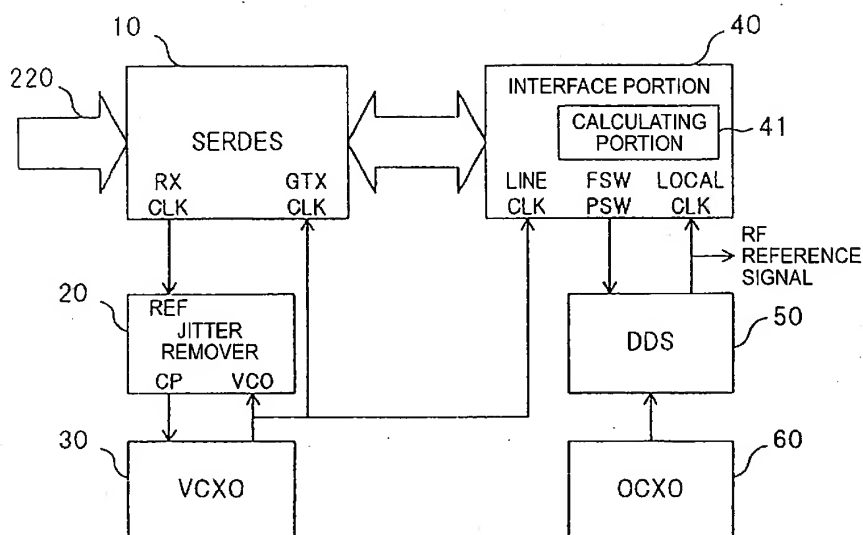 10
40
220
SERDES
RX
CLK
GTX
CLK
INTERFACE PORTION
CALCULATING
PORTION
41
LINE
CLK
FSW
PSW
LOCAL
CLK
RF
REFERENCE
SIGNAL
20
REF
JITTER
REMOVER
CP VCO
50
DDS
30
VCXO
60
OCXO